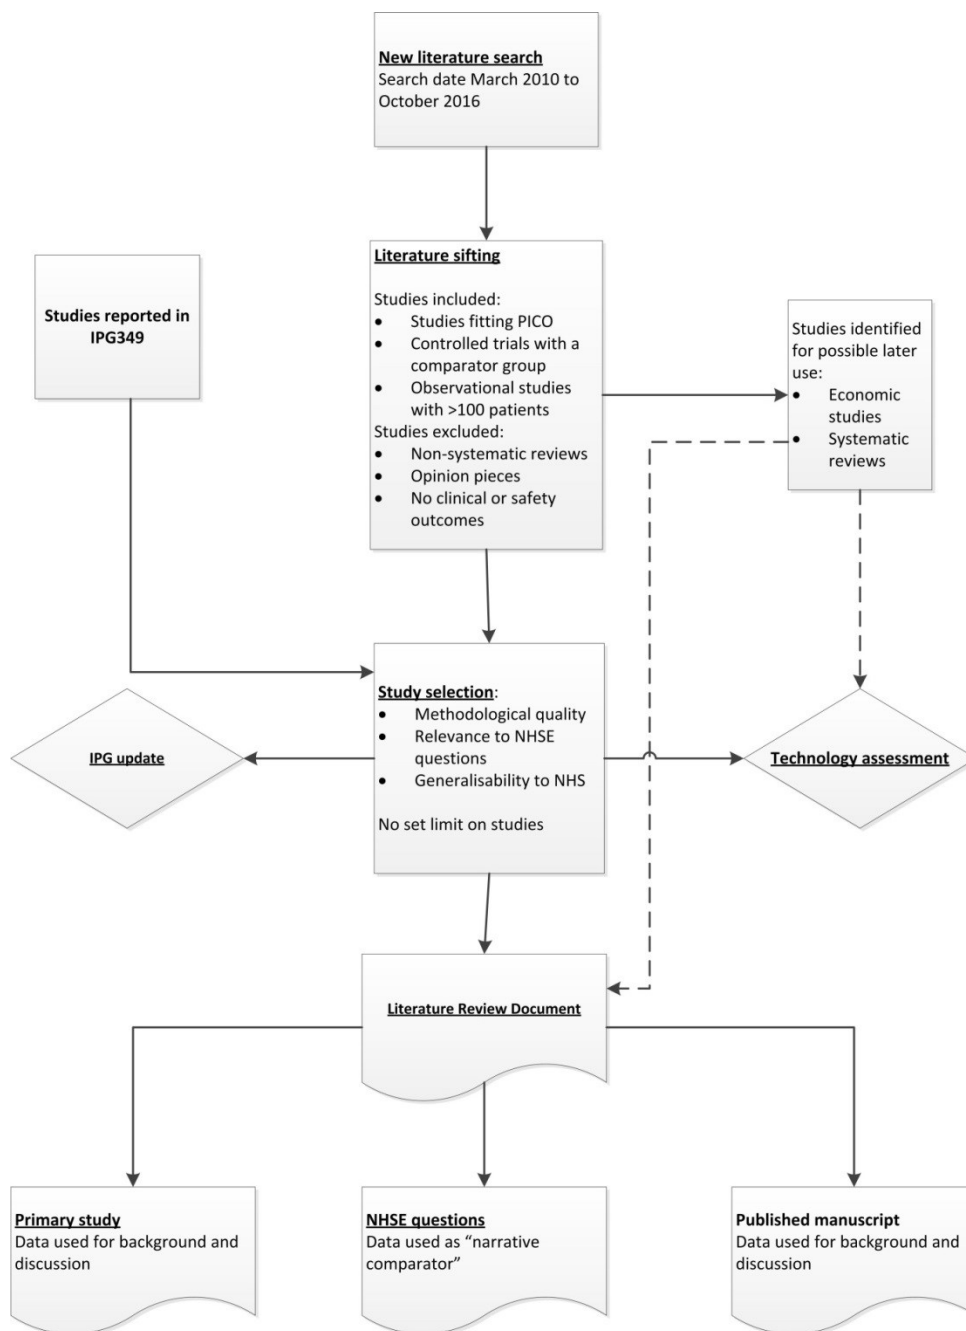 New literature search
Search date March 2010 to
October 2016
Literature sifting
Studies included:
• Studies fitting PICO
• Controlled trials with a
comparator group
• Observational studies
with >100 patients
Studies excluded:
• Non-systematic reviews
• Opinion pieces
• No clinical or safety
outcomes
Studies reported in
IPG349
Studies identified
for possible later
use:
• Economic
studies
• Systematic
reviews
Study selection:
• Methodological quality
• Relevance to NHSE
questions
• Generalisability to NHS
No set limit on studies
IPG update
Technology assessment
Literature Review Document
Primary study
Data used for background and
discussion
NHSE questions
Data used as “narrative
comparator”
Published manuscript
Data used for background and
discussion